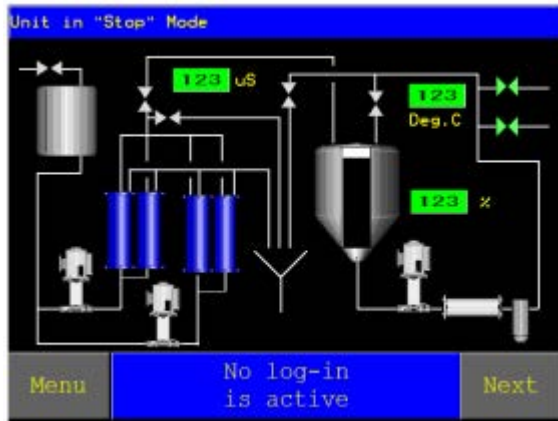 Unit in "Stop" Mode
123 uS
123
Deg.C
123 %
Menu
No log-in
is active
Next